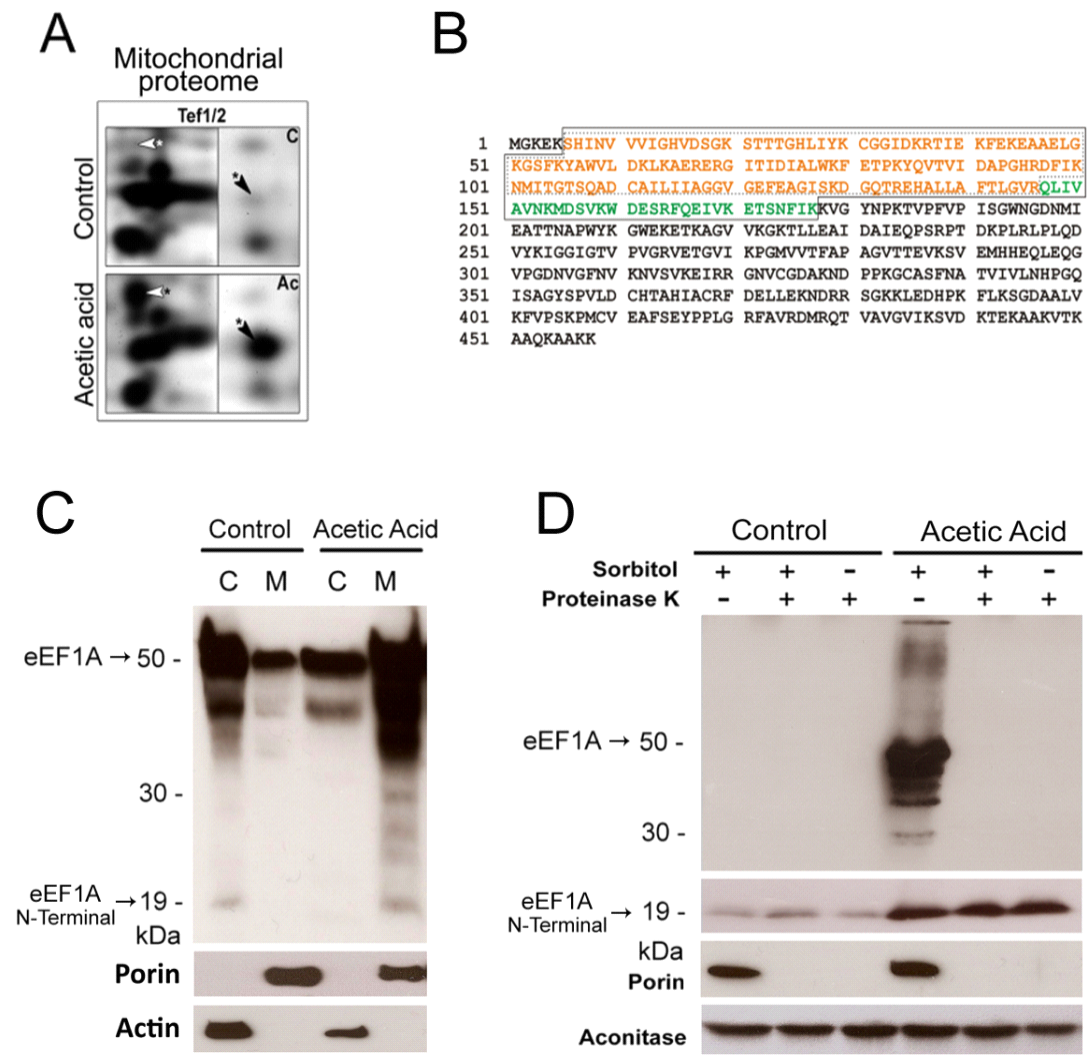 A
Mitochondrial
proteome
Tef1/2
C
Control
Ac
Acetic acid
B
1 MGKEKSHINV VVIGHVDSGK STTTGHLIYK CGGIDKRTIE KFEKEAAELG
51 KGSFKYAWVL DKLKAERERG ITIDIALWKF ETPKYQVTVI DAPGHRDFIK
101 NMITGTSQAD CAILIIAGGV GEFEAGISKD GQTREHALLA FTLGVRQLIV
151 AVNKMDSVKW DESRFQEIVK ETSNFIKKVG YNPKTVPFVP ISGWNGDNMI
201 EATTNAPWYK GWEKETKAGV VKGKTLLEAI DAIEQPSRPT DKPLRLPLQD
251 VYKIGGIGTV PVGRVETGVI KPGMVVTFAP AGVTTEVKSV EMHHEQLEQG
301 VPGDNVGFNV KNVSVKEIRR GNVCGDAKND PPKGCASFNA TVIVLNHPGQ
351 ISAGYSPVLD CHTAHIACRF DELLEKNDRR SGKKLEDHPK FLKSGDAALV
401 KFVPSKPMCV EAFSEYPPLG RFAVRDMRQT VAVGVIKSVD KTEKAAKVTK
451 AAQKAAKK
C
Control Acetic Acid
C M C M
eEF1A → 50 -
30 -
eEF1A
N-Terminal → 19 -
kDa
Porin
Actin
D
Control Acetic Acid
Sorbitol + + - + + -
Proteinase K - + + - + +
eEF1A → 50 -
30 -
eEF1A
N-Terminal → 19 -
kDa
Porin
Aconitase